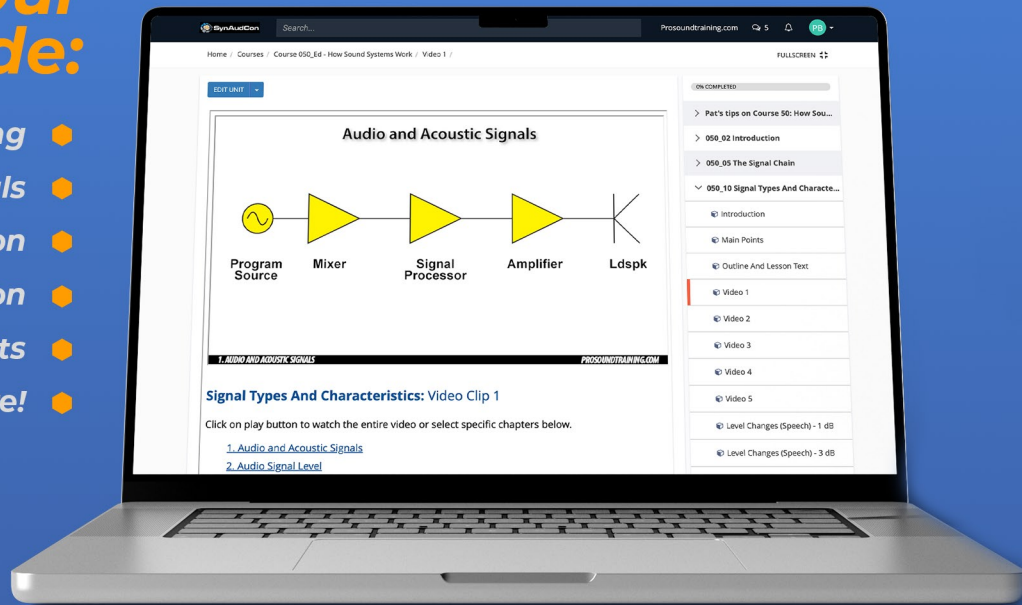 de:
SynAudCon
Search...
Prosoundtraining.com
5
PB
Home / Courses / Course 050_Ed - How Sound Systems Work / Video 1 /
FULLSCREEN
EDIT UNIT
0% COMPLETED
Audio and Acoustic Signals
Program
Source
Mixer
Signal
Processor
Amplifier
Ldspk
1. AUDIO AND ACOUSTIC SIGNALS
PROSOUNDTRAINING.COM
Signal Types And Characteristics: Video Clip 1
Click on play button to watch the entire video or select specific chapters below.
1. Audio and Acoustic Signals
2. Audio Signal Level
Pat's tips on Course 50: How Sou...
050_02 Introduction
050_05 The Signal Chain
050_10 Signal Types And Characte...
Introduction
Main Points
Outline And Lesson Text
Video 1
Video 2
Video 3
Video 4
Video 5
Level Changes (Speech) - 1 dB
Level Changes (Speech) - 3 dB
ng
ls
on
on
ts
e!